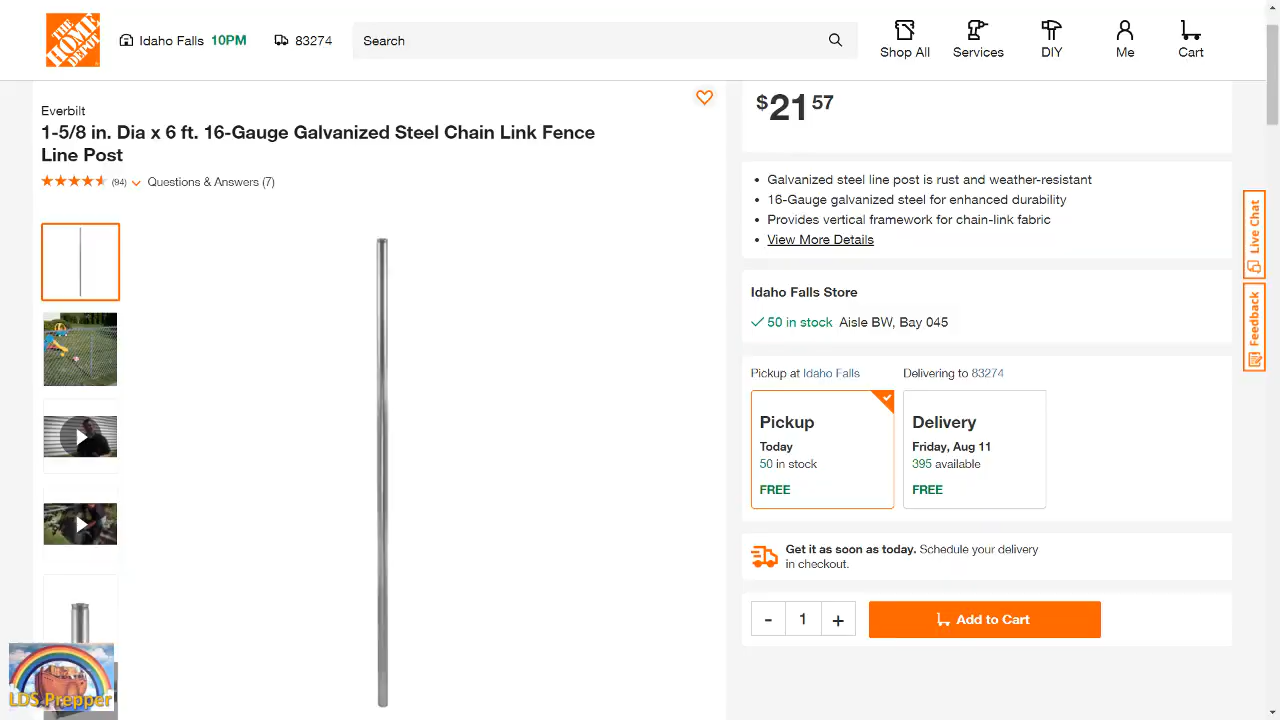 THE HOME DEPOT
Idaho Falls 10PM
83274
Search
Shop All
Services
DIY
Me
Cart
Everbilt
1-5/8 in. Dia x 6 ft. 16-Gauge Galvanized Steel Chain Link Fence
Line Post
(94)
Questions & Answers (7)
$21 57
• Galvanized steel line post is rust and weather-resistant
• 16-Gauge galvanized steel for enhanced durability
• Provides vertical framework for chain-link fabric
• View More Details
Idaho Falls Store
50 in stock Aisle BW, Bay 045
Pickup at Idaho Falls
Delivering to 83274
Pickup
Today
50 in stock
FREE
Delivery
Friday, Aug 11
395 available
FREE
Get it as soon as today. Schedule your delivery
in checkout.
- 1 +
Add to Cart
Live Chat
Feedback
LDS Prepper